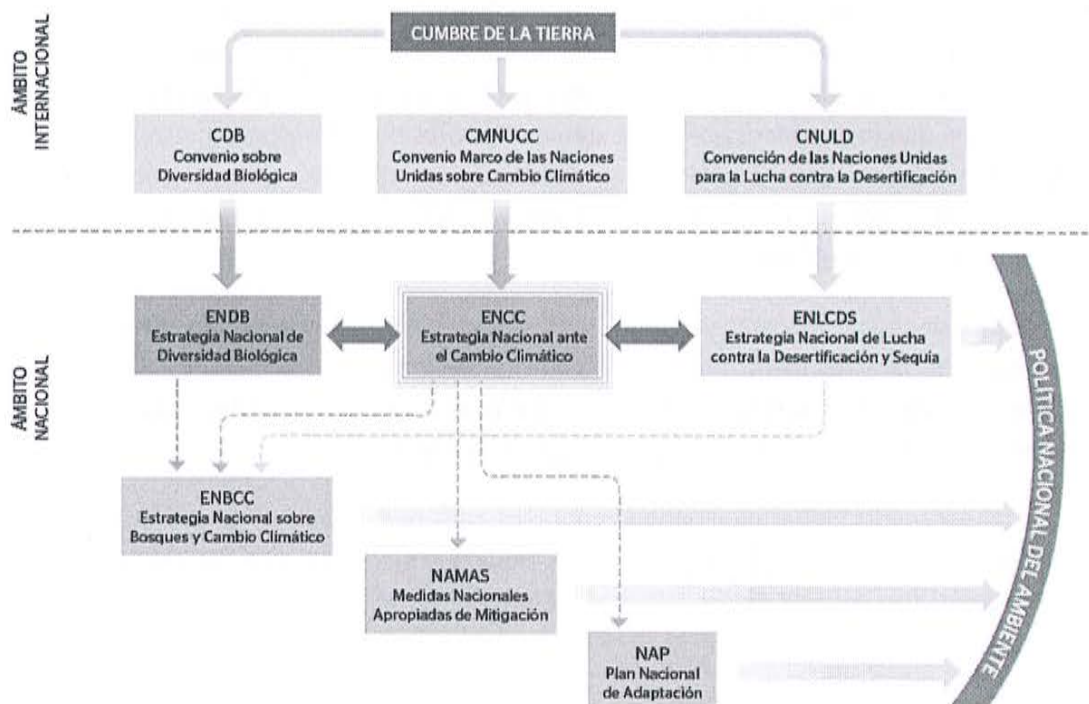 ÁMBITO
INTERNACIONAL
CUMBRE DE LA TIERRA
CDB
Convenio sobre
Diversidad Biológica
CMNUCC
Convenio Marco de las Naciones
Unidas sobre Cambio Climático
CNULD
Convención de las Naciones Unidas
para la Lucha contra la Desertificación
ÁMBITO
NACIONAL
ENDB
Estrategia Nacional de
Diversidad Biológica
ENCC
Estrategia Nacional ante
el Cambio Climático
ENLCDS
Estrategia Nacional de Lucha
contra la Desertificación y Sequía
ENBCC
Estrategia Nacional sobre
Bosques y Cambio Climático
NAMAS
Medidas Nacionales
Apropiadas de Mitigación
NAP
Plan Nacional
de Adaptación
POLÍTICA NACIONAL DEL AMBIENTE